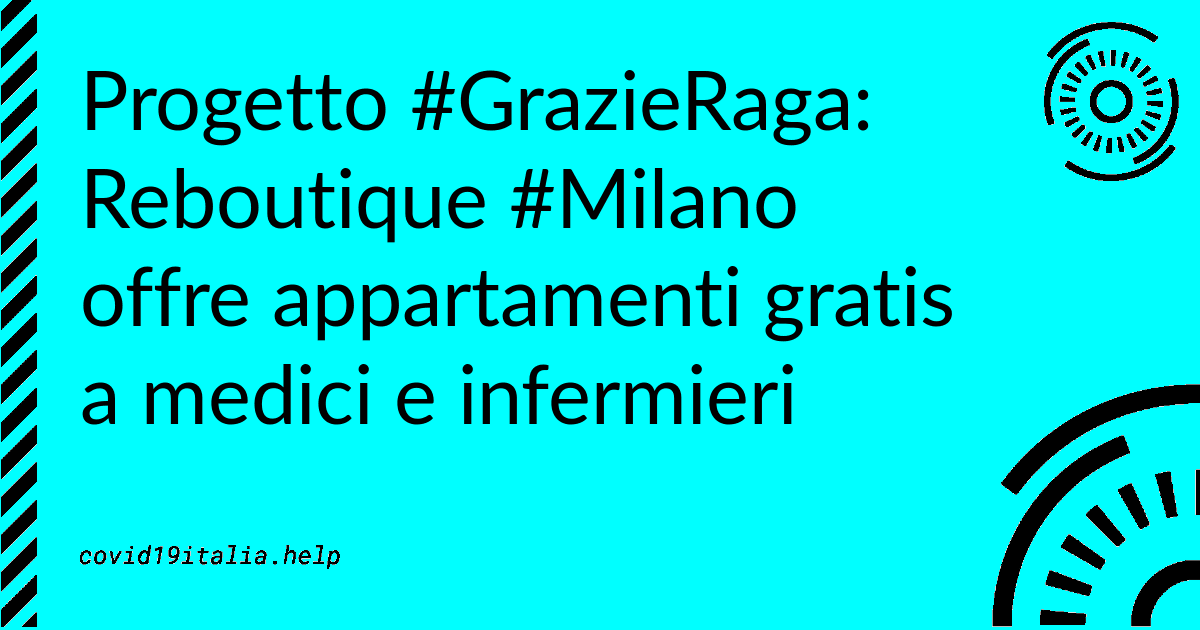 Progetto #GrazieRaga:
Reboutique #Milano
offre appartamenti gratis
a medici e infermieri
covid19italia.help